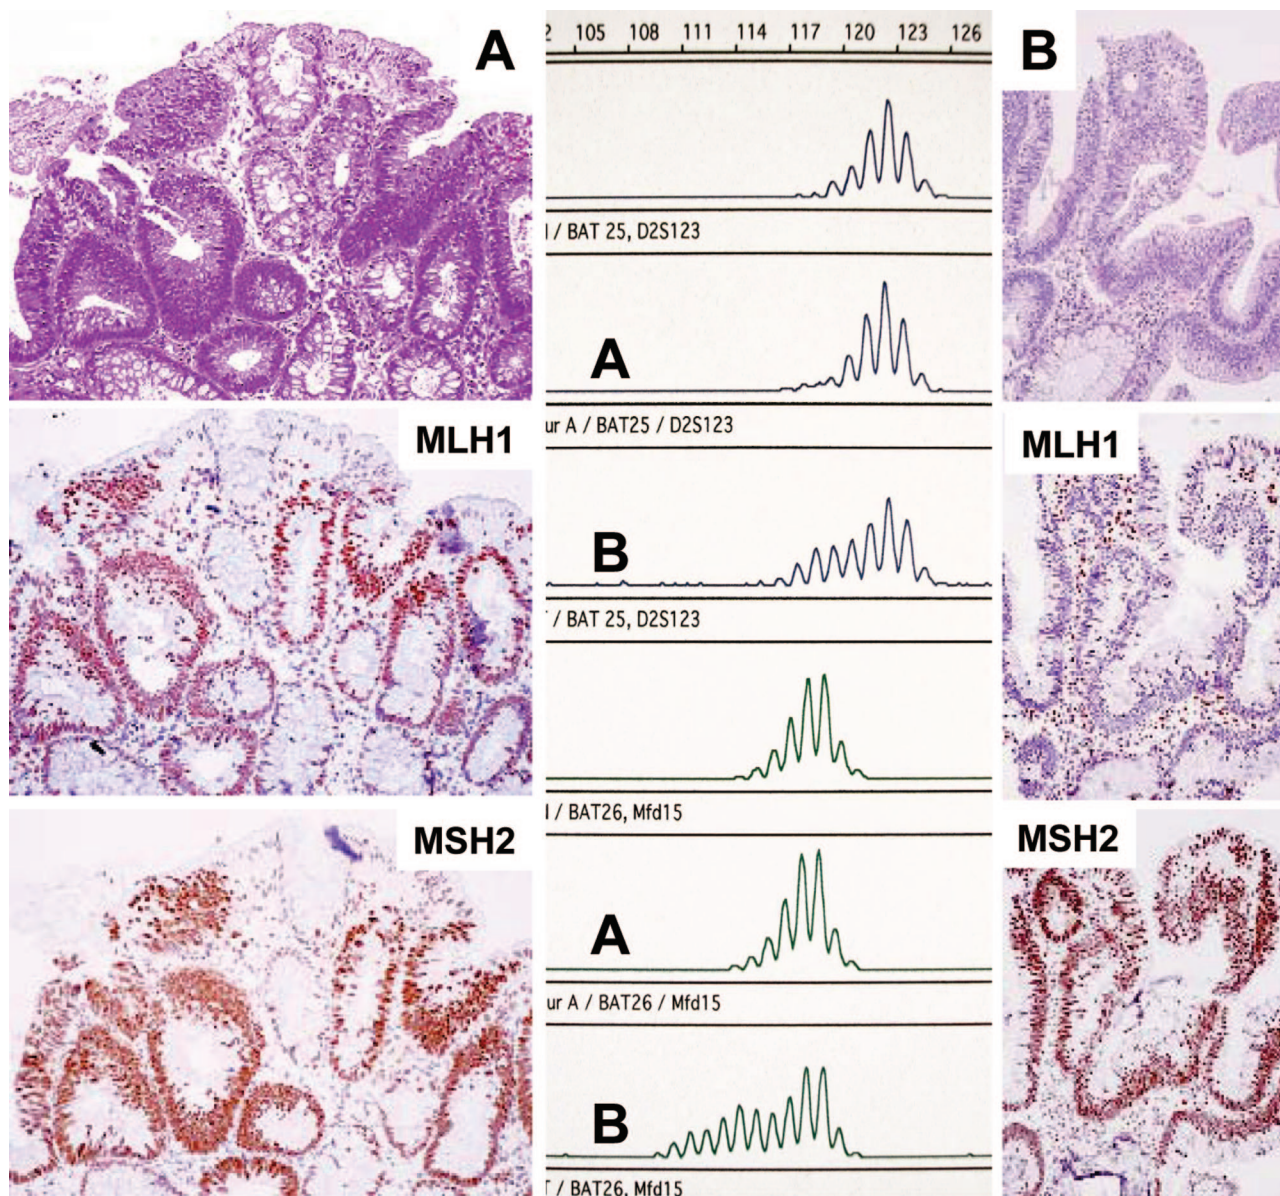 A
2 105 108 111 114 117 120 123 126
B
/ BAT 25, D2S123
A
ur A / BAT25 / D2S123
MLH1
MLH1
B
/ BAT 25, D2S123
/ BAT26, Mfd15
MSH2
MSH2
A
ur A / BAT26 / Mfd15
B
/ BAT26, Mfd15